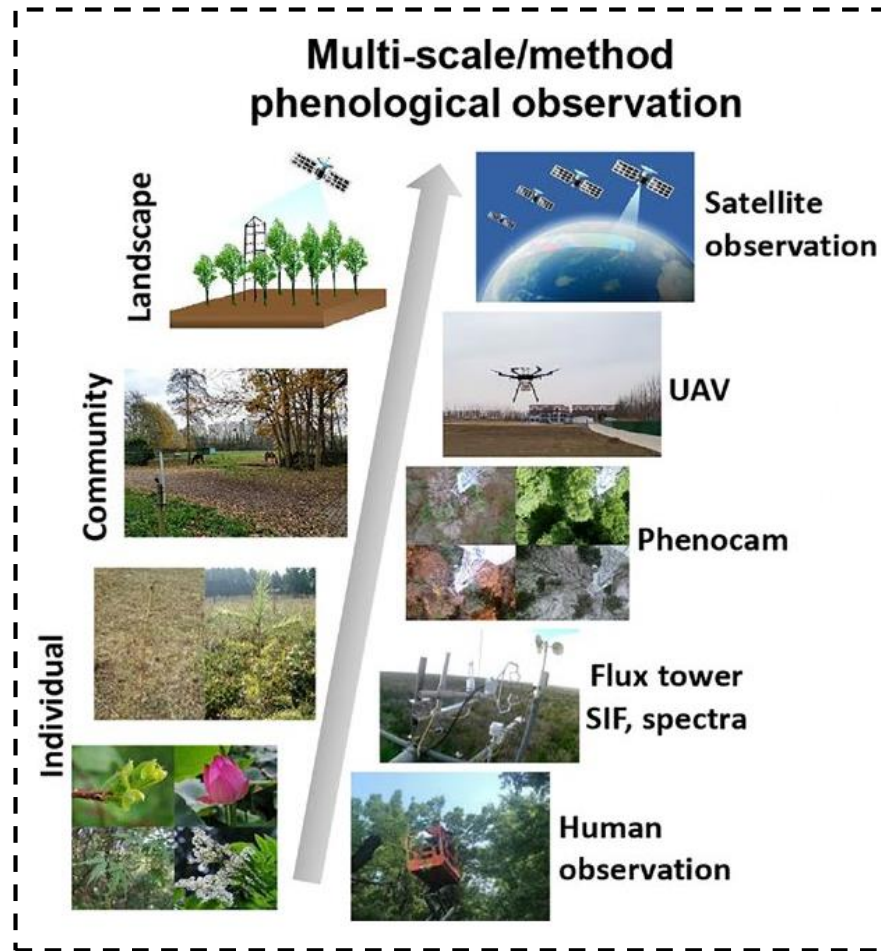 Multi-scale/method
phenological observation
Landscape
Satellite
observation
Community
UAV
Phenocam
Individual
Flux tower
SIF, spectra
Human
observation